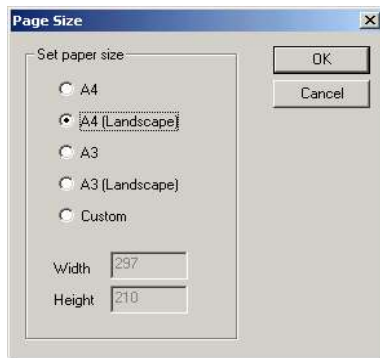 Page Size
Set paper size
OK
Cancel
A4
A4 (Landscape)
A3
A3 (Landscape)
Custom
Width 297
Height 210